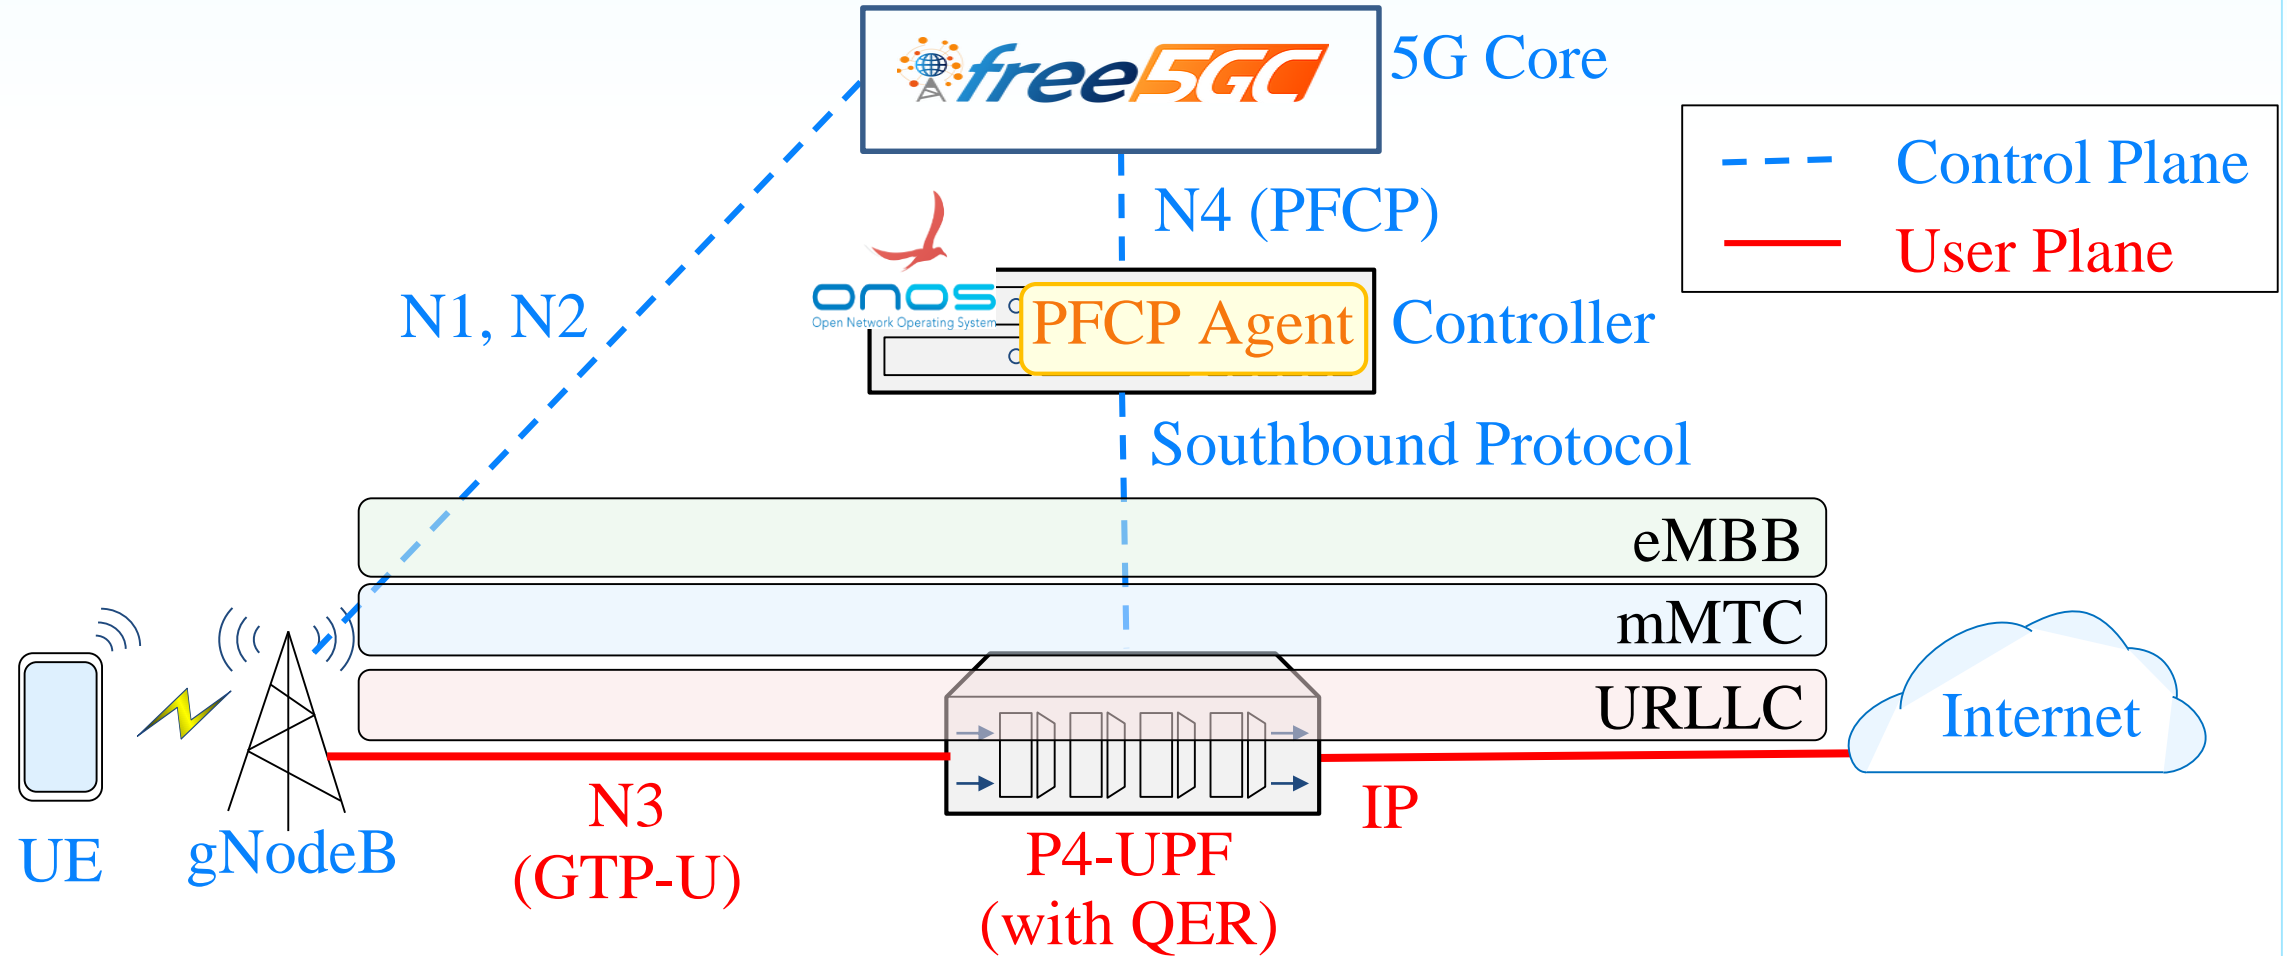 free5GC
5G Core
Control Plane
User Plane
N4 (PFCP)
N1, N2
onos
Open Network Operating System
PFCP Agent
Controller
Southbound Protocol
eMBB
mMTC
URLLC
Internet
N3
(GTP-U)
IP
UE
gNodeB
P4-UPF
(with QER)